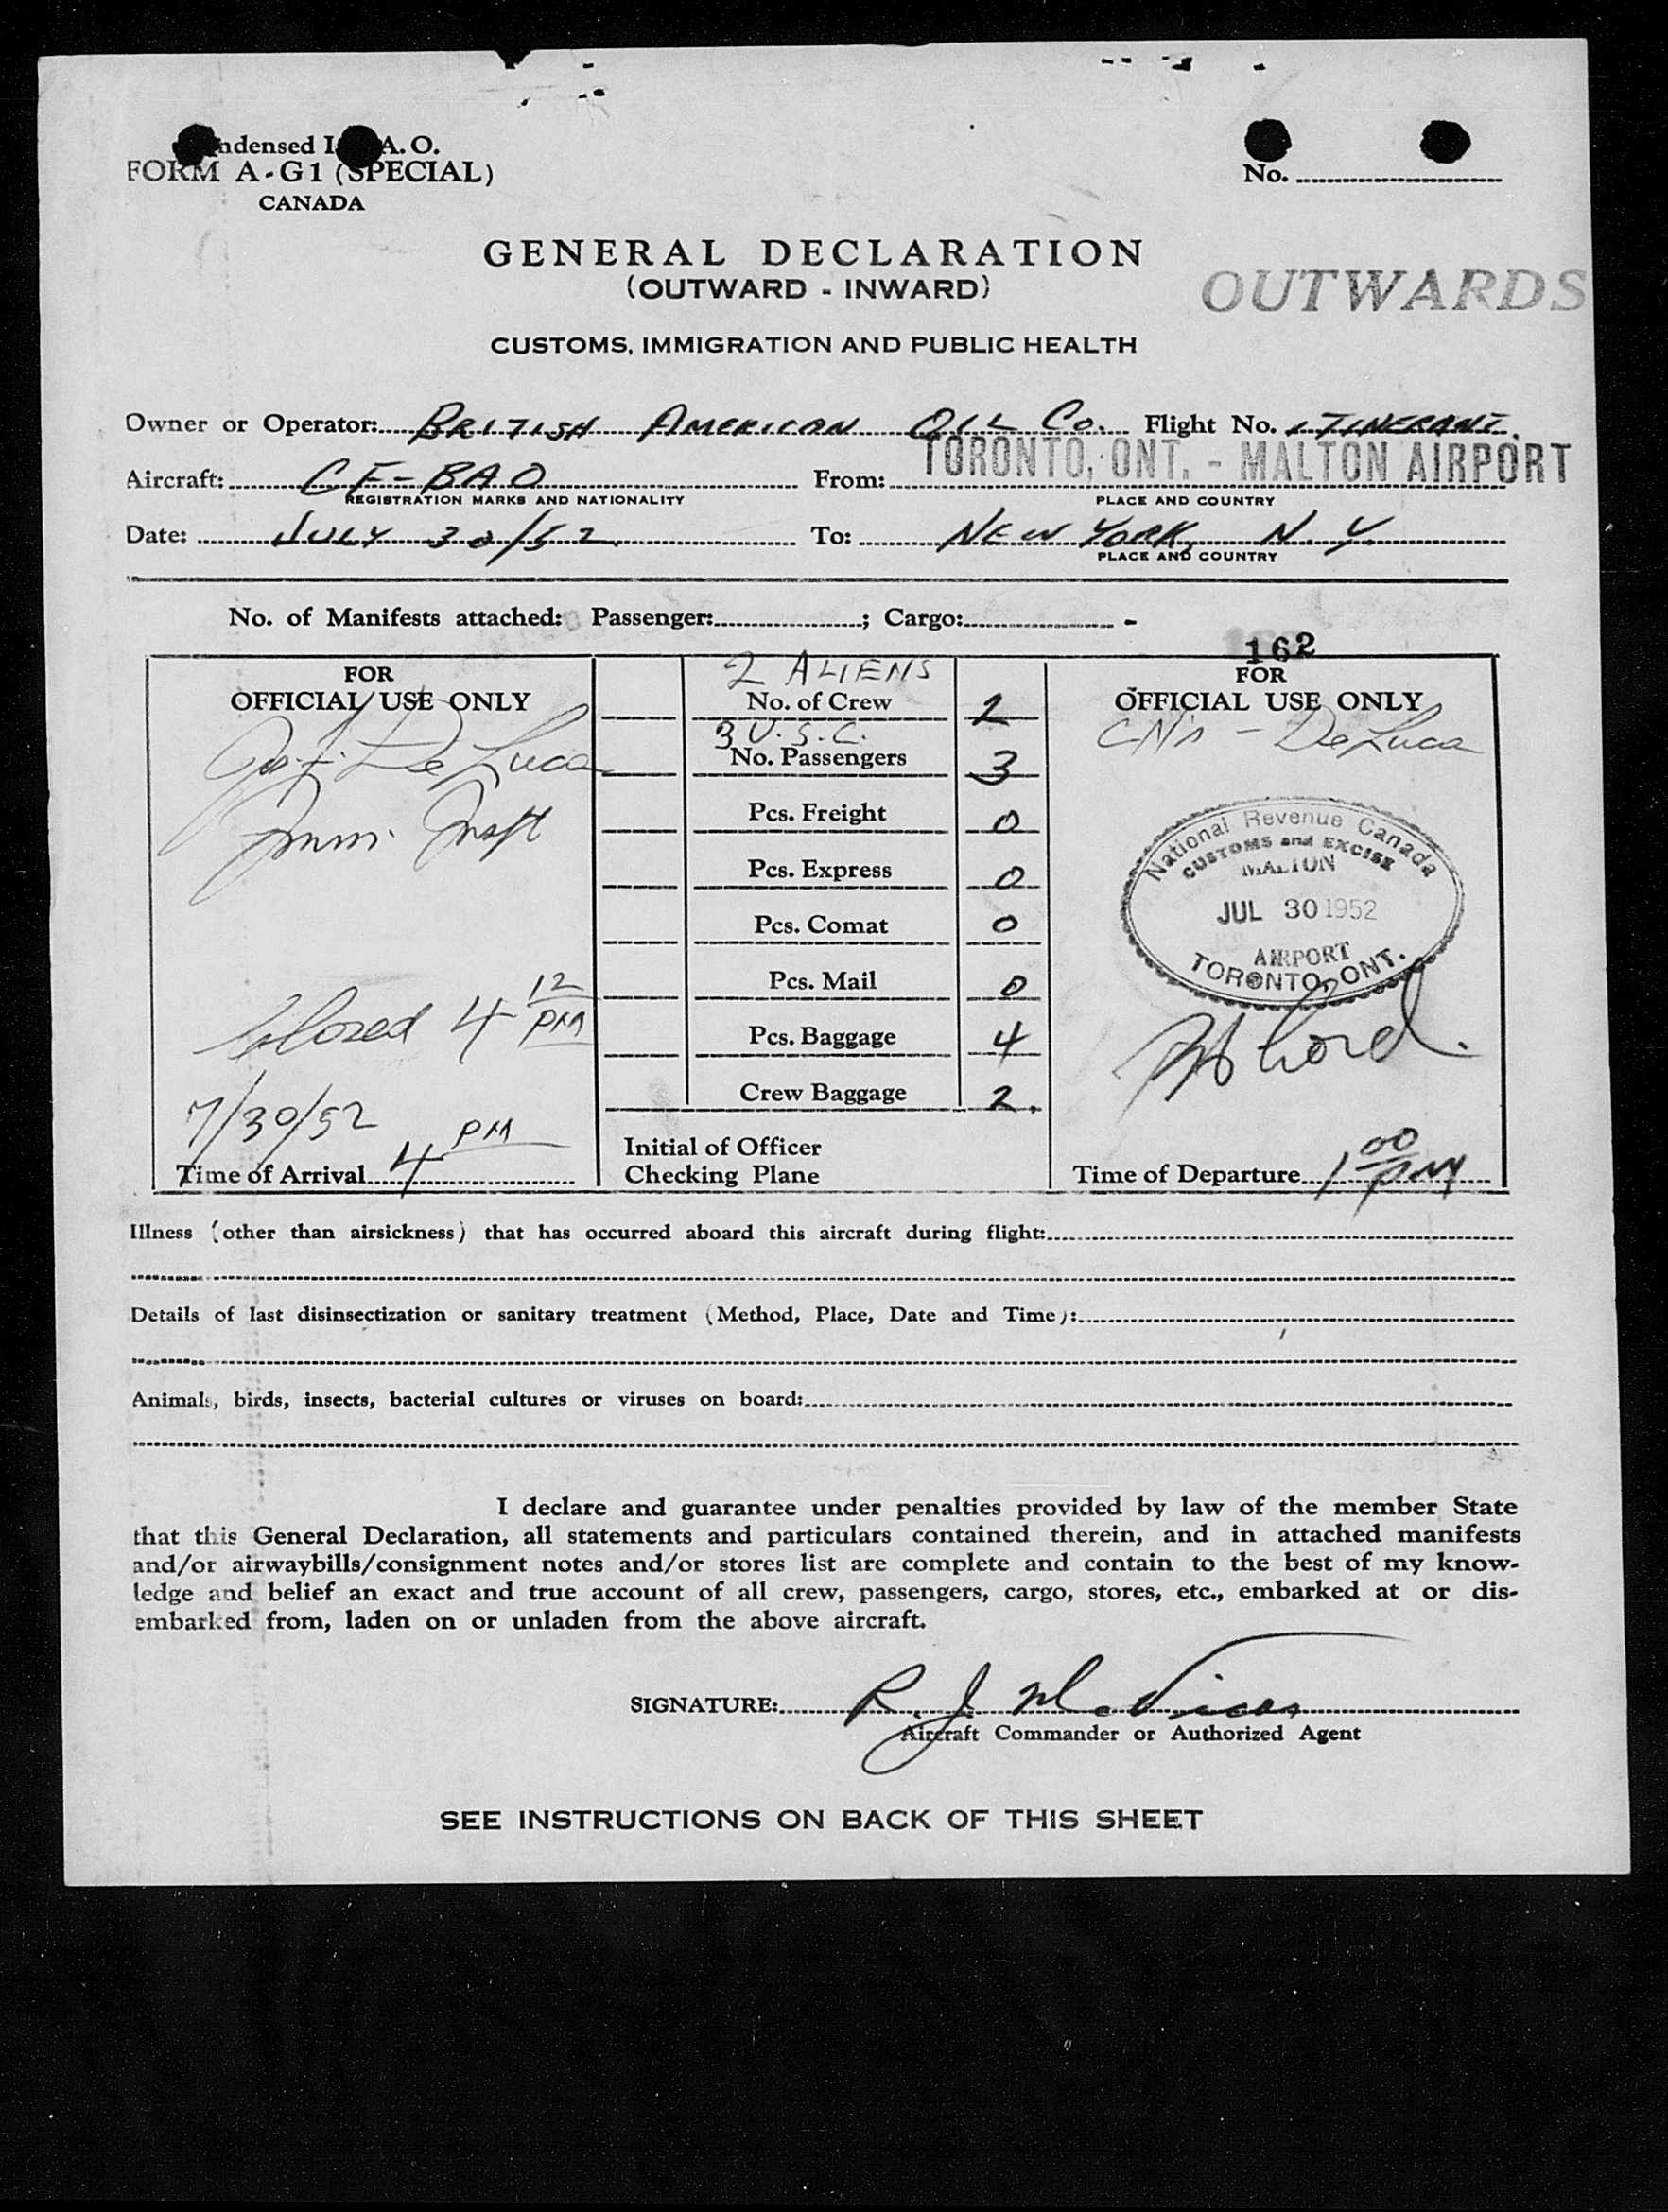 ndensed I. A. O.
FORM A-G1 (SPECIAL)
CANADA
No.
GENERAL DECLARATION
(OUTWARD - INWARD)
OUTWARDS
CUSTOMS, IMMIGRATION AND PUBLIC HEALTH
Owner or Operator: BRITISH AMERICAN OIL Co. Flight No. ITINERANT.
Aircraft: CF-BAO From: TORONTO, ONT. - MALTON AIRPORT
REGISTRATION MARKS AND NATIONALITY PLACE AND COUNTRY
Date: JULY 30/52. To: NEW YORK, N.Y.
PLACE AND COUNTRY
No. of Manifests attached: Passenger: ; Cargo: -
162
FOR
OFFICIAL USE ONLY
De Luca
Closed 4 12 PM
7/30/52
Time of Arrival 4 PM
2 ALIENS
No. of Crew 2
3 U.S.C.
No. Passengers 3
Pcs. Freight 0
Pcs. Express 0
Pcs. Comat 0
Pcs. Mail 0
Pcs. Baggage 4
Crew Baggage 2.
Initial of Officer
Checking Plane
FOR
OFFICIAL USE ONLY
De Luca
National Revenue Canada
CUSTOMS and EXCISE
MALTON
JUL 30 1952
AIRPORT
TORONTO, ONT.
Time of Departure 1 00 PM
Illness (other than airsickness) that has occurred aboard this aircraft during flight:
Details of last disinsectization or sanitary treatment (Method, Place, Date and Time):
Animals, birds, insects, bacterial cultures or viruses on board:
I declare and guarantee under penalties provided by law of the member State
that this General Declaration, all statements and particulars contained therein, and in attached manifests
and/or airwaybills/consignment notes and/or stores list are complete and contain to the best of my know-
ledge and belief an exact and true account of all crew, passengers, cargo, stores, etc., embarked at or dis-
embarked from, laden on or unladen from the above aircraft.
SIGNATURE: R. J. McVicar
Aircraft Commander or Authorized Agent
SEE INSTRUCTIONS ON BACK OF THIS SHEET